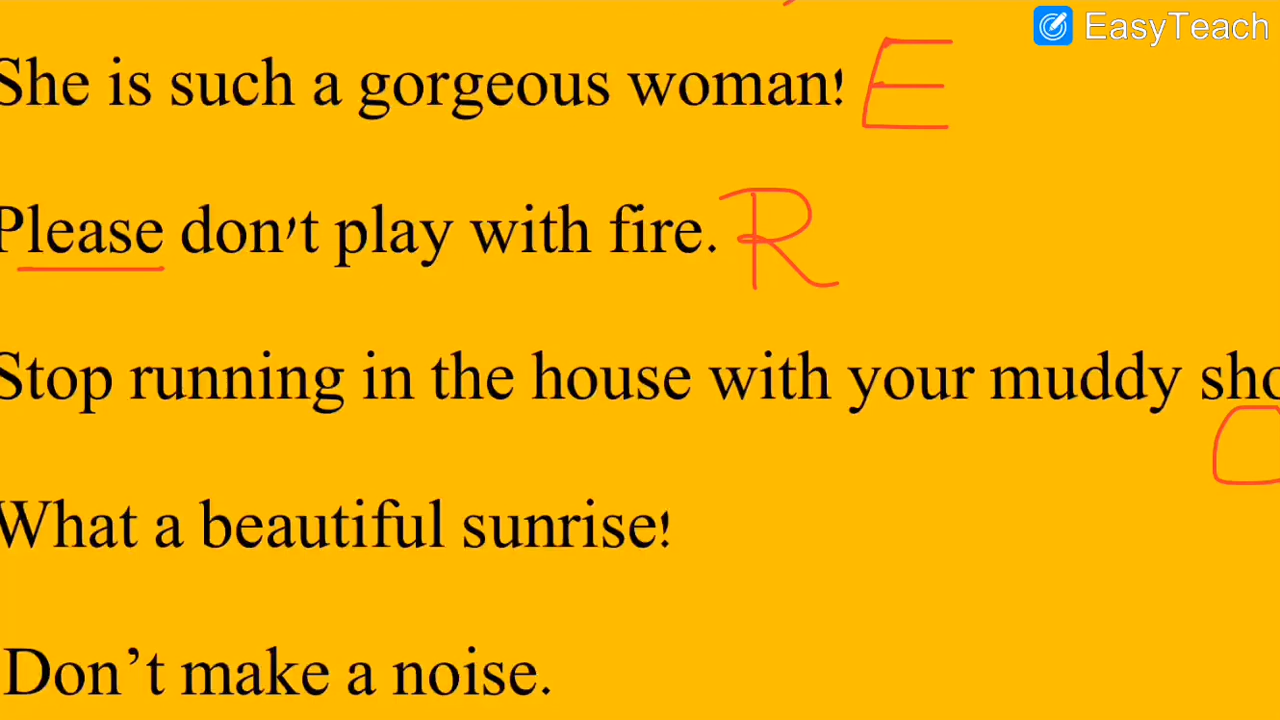 EasyTeach
She is such a gorgeous woman! E
Please don't play with fire. R
Stop running in the house with your muddy
What a beautiful sunrise!
Don't make a noise.